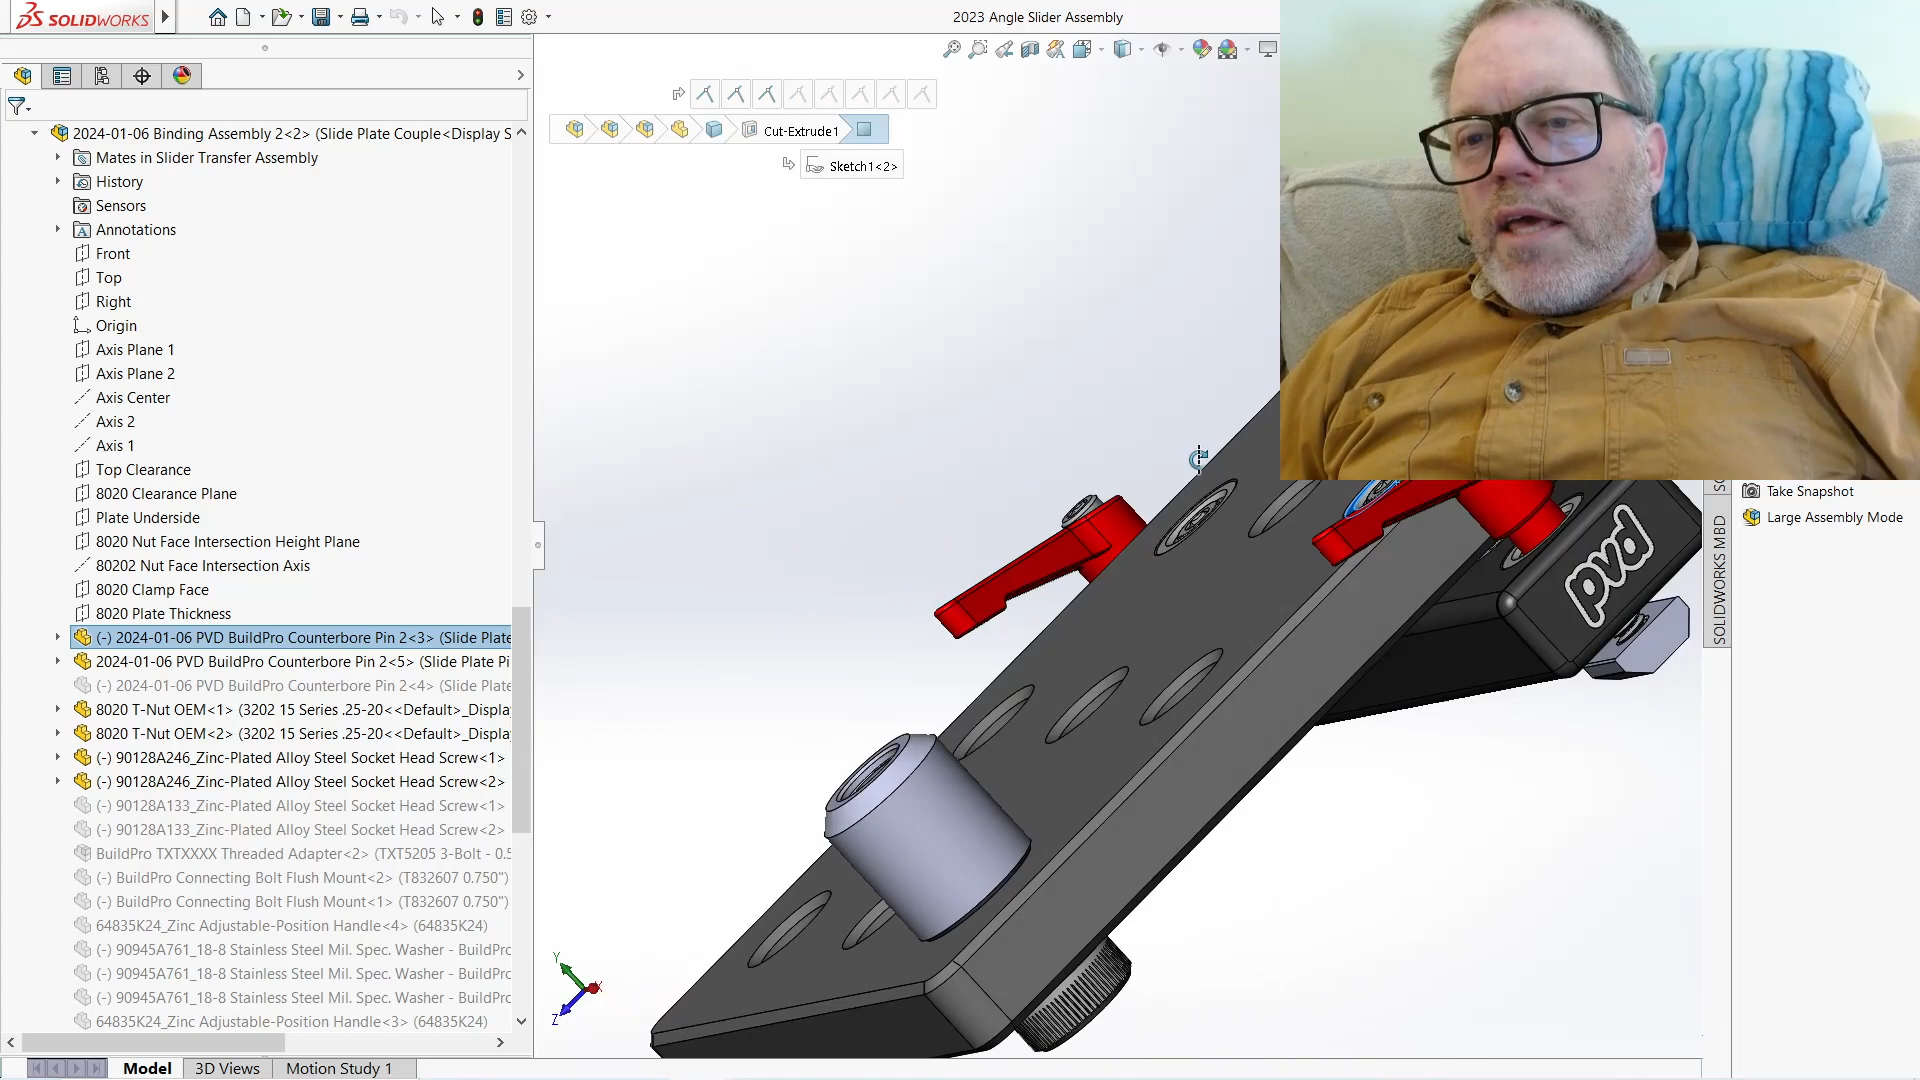 SOLIDWORKS
2023 Angle Slider Assembly
Cut-Extrude1
Sketch1<2>
2024-01-06 Binding Assembly 2<2> (Slide Plate Couple<Display S
Mates in Slider Transfer Assembly
History
Sensors
A Annotations
Front
Top
Right
Origin
Axis Plane 1
Axis Plane 2
Axis Center
Axis 2
Axis 1
Top Clearance
8020 Clearance Plane
Plate Underside
8020 Nut Face Intersection Height Plane
80202 Nut Face Intersection Axis
8020 Clamp Face
8020 Plate Thickness
(-) 2024-01-06 PVD BuildPro Counterbore Pin 2<3> (Slide Plate
2024-01-06 PVD BuildPro Counterbore Pin 2<5> (Slide Plate Pi
(-) 2024-01-06 PVD BuildPro Counterbore Pin 2<4> (Slide Plate
8020 T-Nut OEM<1> (3202 15 Series .25-20<<Default>_Displa
8020 T-Nut OEM<2> (3202 15 Series .25-20<<Default>_Displa
(-) 90128A246_Zinc-Plated Alloy Steel Socket Head Screw<1>
(-) 90128A246_Zinc-Plated Alloy Steel Socket Head Screw<2>
(-) 90128A133_Zinc-Plated Alloy Steel Socket Head Screw<1>
(-) 90128A133_Zinc-Plated Alloy Steel Socket Head Screw<2>
BuildPro TXTXXXX Threaded Adapter<2> (TXT5205 3-Bolt - 0.5
(-) BuildPro Connecting Bolt Flush Mount<2> (T832607 0.750")
(-) BuildPro Connecting Bolt Flush Mount<1> (T832607 0.750")
64835K24_Zinc Adjustable-Position Handle<4> (64835K24)
(-) 90945A761_18-8 Stainless Steel Mil. Spec. Washer - BuildPro
(-) 90945A761_18-8 Stainless Steel Mil. Spec. Washer - BuildPro
(-) 90945A761_18-8 Stainless Steel Mil. Spec. Washer - BuildPro
64835K24_Zinc Adjustable-Position Handle<3> (64835K24)
pvd
Y
X
Z
Take Snapshot
Large Assembly Mode
SOLIDWORKS MBD
Model
3D Views
Motion Study 1